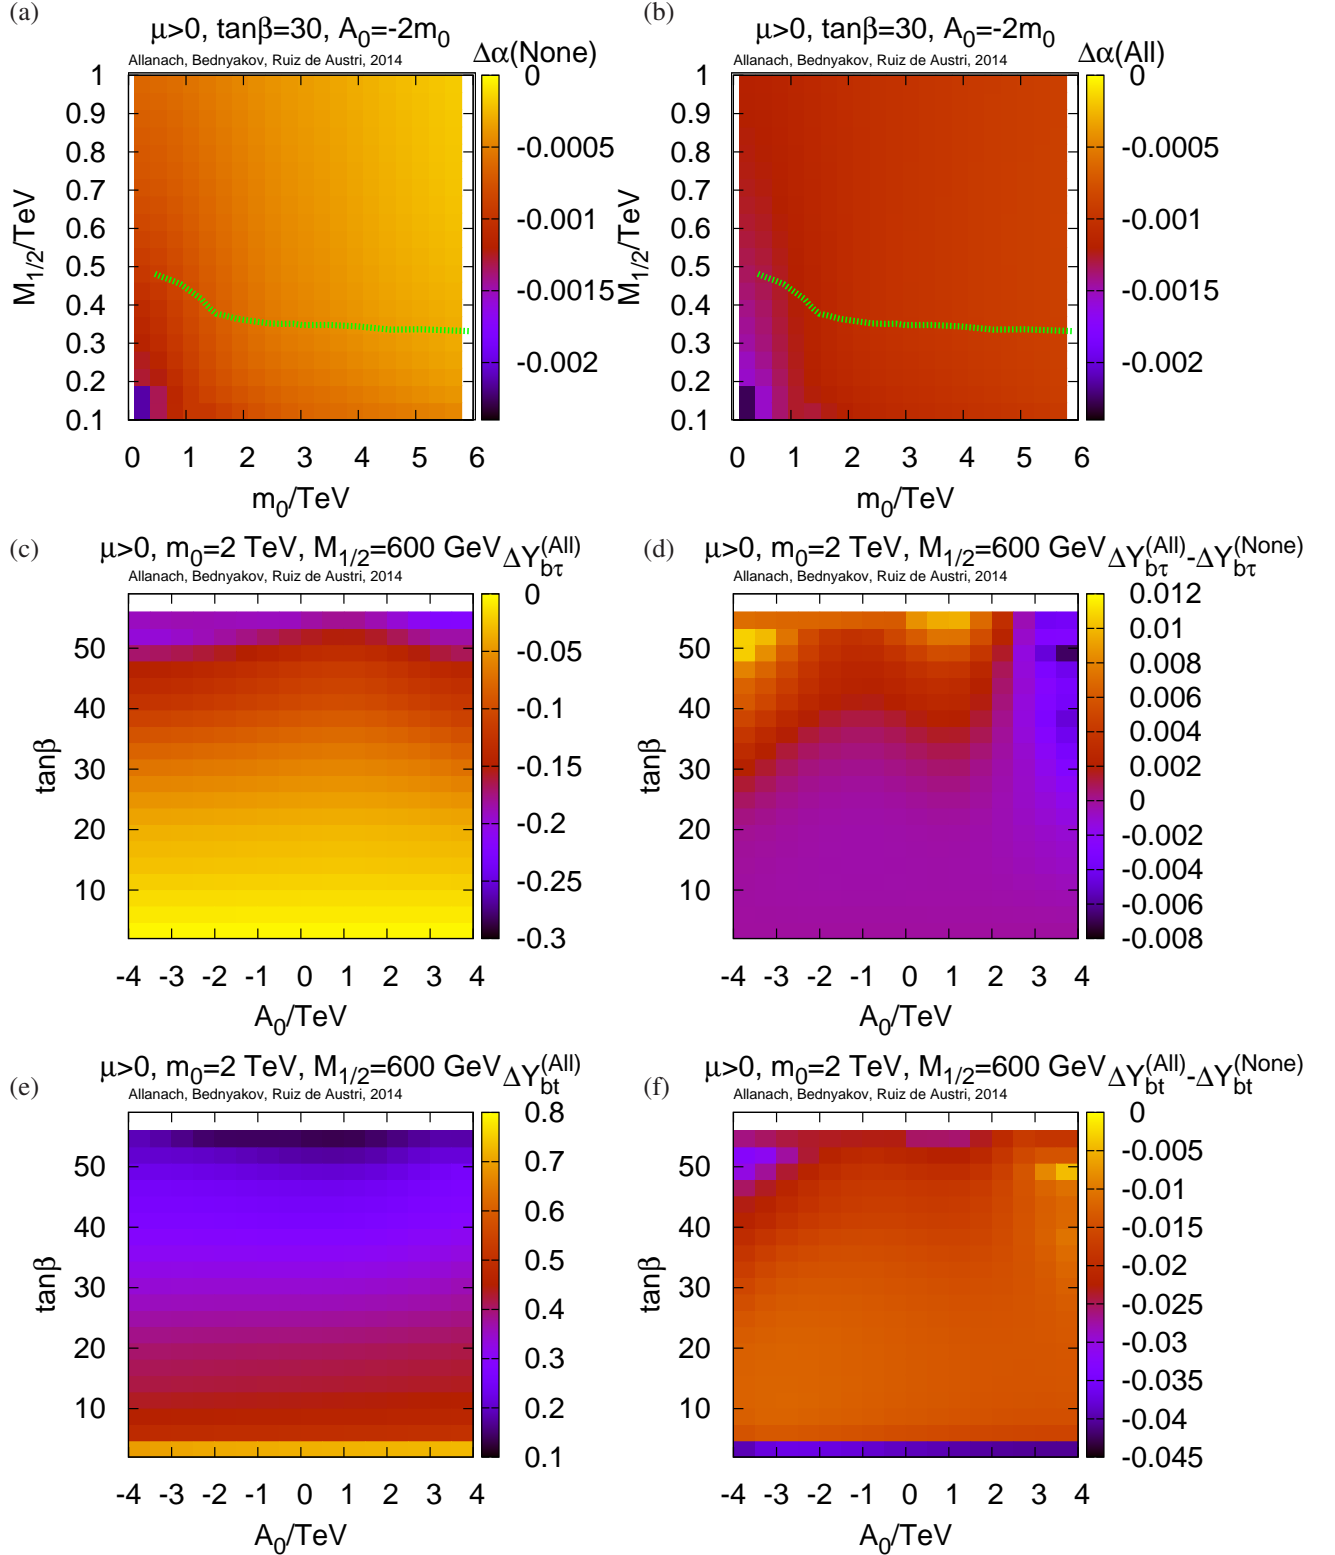 (a)
μ>0, tanβ=30, A0=-2m0
Allanach, Bednyakov, Ruiz de Austri, 2014
Δα(None)
1
0.9
0.8
0.7
0.6
0.5
0.4
0.3
0.2
0.1
M1/2/TeV
0 1 2 3 4 5 6
m0/TeV
0
-0.0005
-0.001
-0.0015
-0.002
(b)
μ>0, tanβ=30, A0=-2m0
Allanach, Bednyakov, Ruiz de Austri, 2014
Δα(All)
1
0.9
0.8
0.7
0.6
0.5
0.4
0.3
0.2
0.1
M1/2/TeV
0 1 2 3 4 5 6
m0/TeV
0
-0.0005
-0.001
-0.0015
-0.002
(c)
μ>0, m0=2 TeV, M1/2=600 GeV ΔYbτ(All)
Allanach, Bednyakov, Ruiz de Austri, 2014
50
40
30
20
10
tanβ
-4 -3 -2 -1 0 1 2 3 4
A0/TeV
0
-0.05
-0.1
-0.15
-0.2
-0.25
-0.3
(d)
μ>0, m0=2 TeV, M1/2=600 GeV ΔYbτ(All)-ΔYbτ(None)
Allanach, Bednyakov, Ruiz de Austri, 2014
50
40
30
20
10
tanβ
-4 -3 -2 -1 0 1 2 3 4
A0/TeV
0.012
0.01
0.008
0.006
0.004
0.002
0
-0.002
-0.004
-0.006
-0.008
(e)
μ>0, m0=2 TeV, M1/2=600 GeV ΔYbt(All)
Allanach, Bednyakov, Ruiz de Austri, 2014
50
40
30
20
10
tanβ
-4 -3 -2 -1 0 1 2 3 4
A0/TeV
0.8
0.7
0.6
0.5
0.4
0.3
0.2
0.1
(f)
μ>0, m0=2 TeV, M1/2=600 GeV ΔYbt(All)-ΔYbt(None)
Allanach, Bednyakov, Ruiz de Austri, 2014
50
40
30
20
10
tanβ
-4 -3 -2 -1 0 1 2 3 4
A0/TeV
0
-0.005
-0.01
-0.015
-0.02
-0.025
-0.03
-0.035
-0.04
-0.045